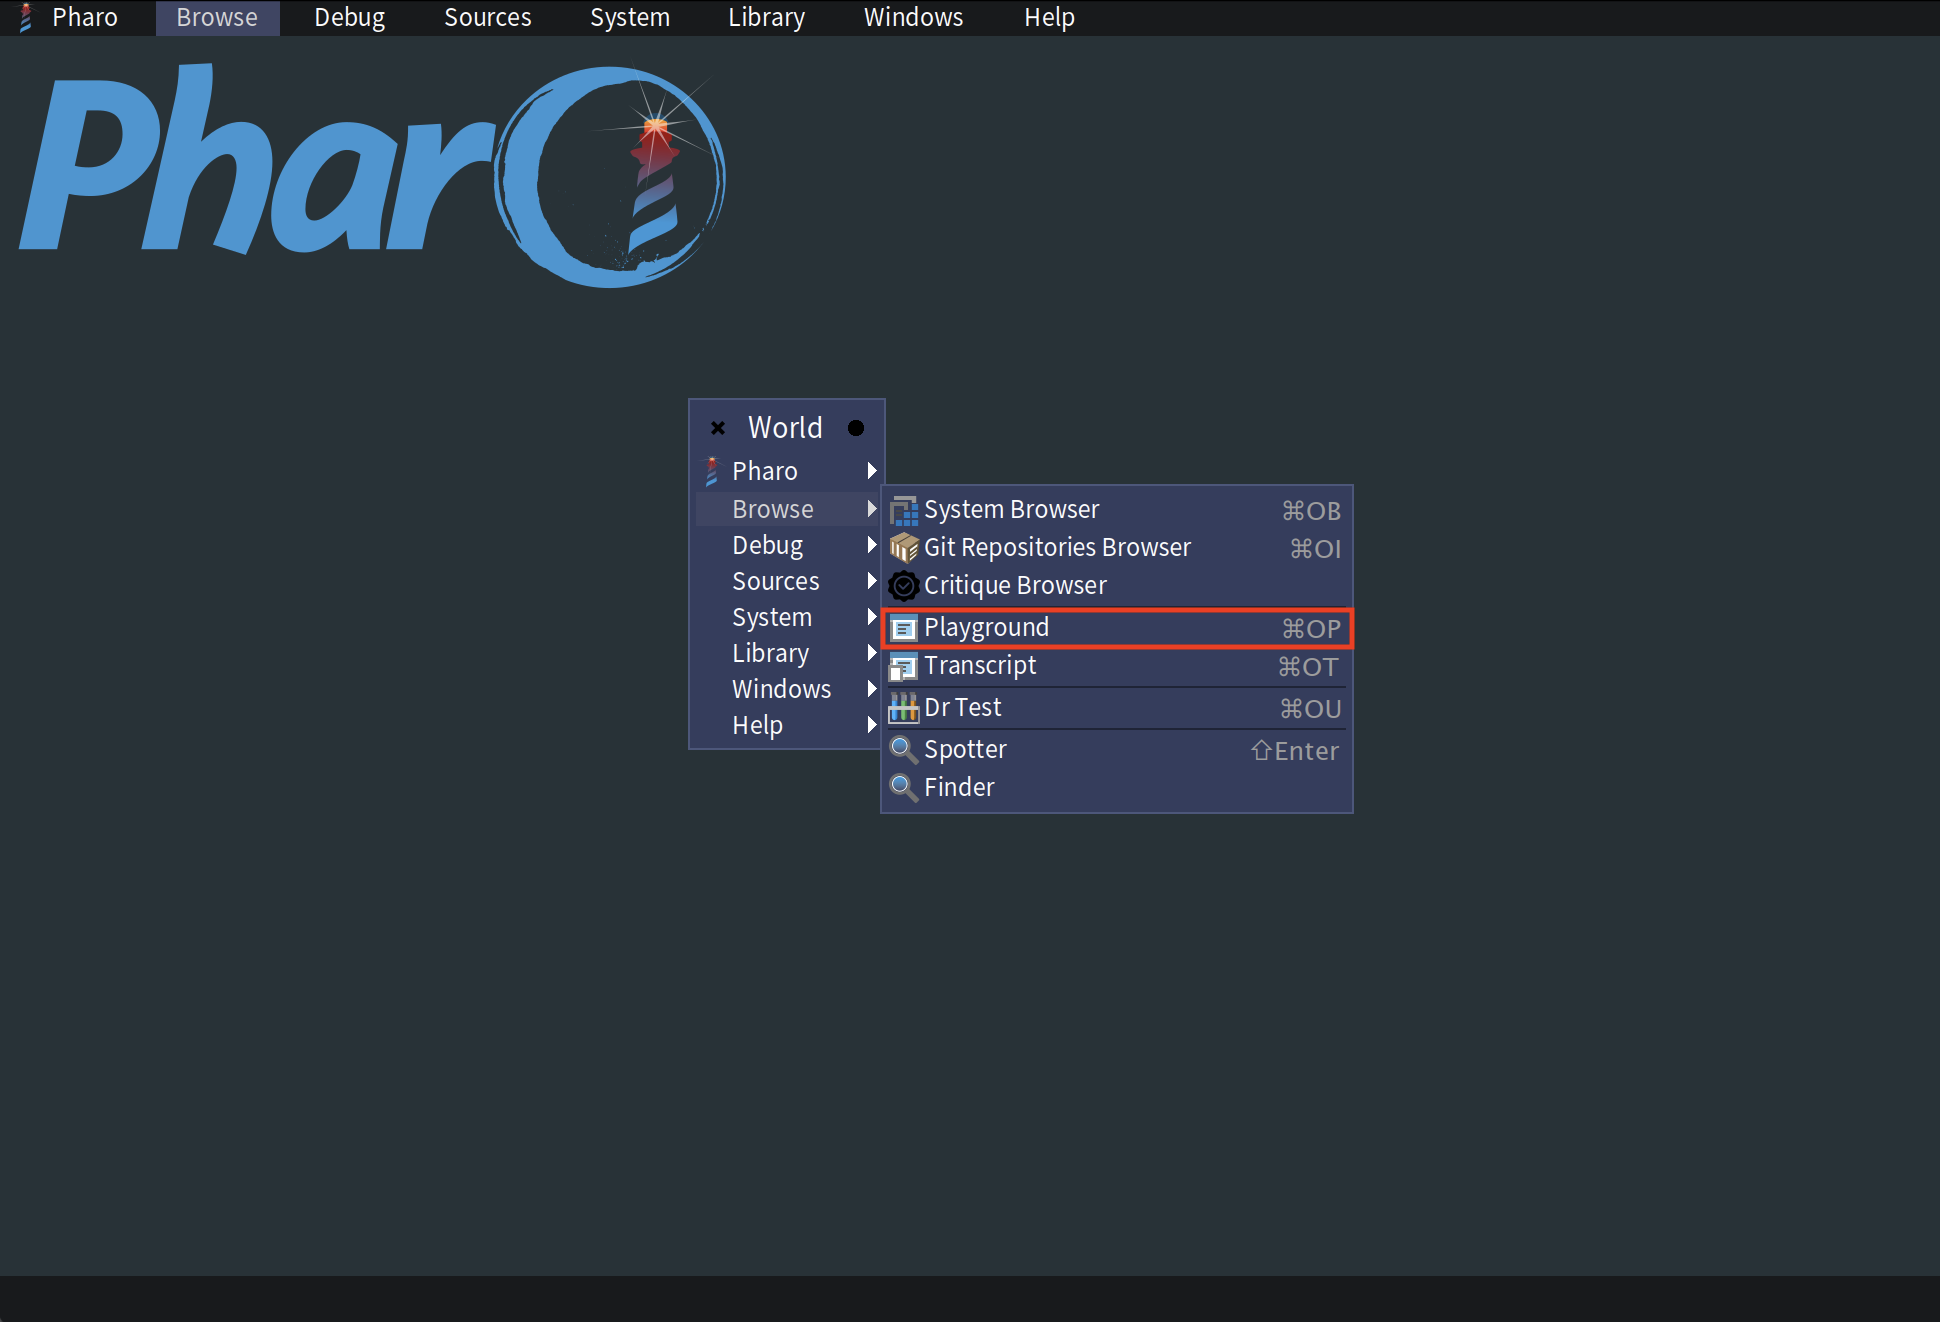 Pharo Browse Debug Sources System Library Windows Help
Pharo
World
Pharo
Browse
Debug
Sources
System
Library
Windows
Help
System Browser ⌘OB
Git Repositories Browser ⌘OI
Critique Browser
Playground ⌘OP
Transcript ⌘OT
Dr Test ⌘OU
Spotter ⇧Enter
Finder